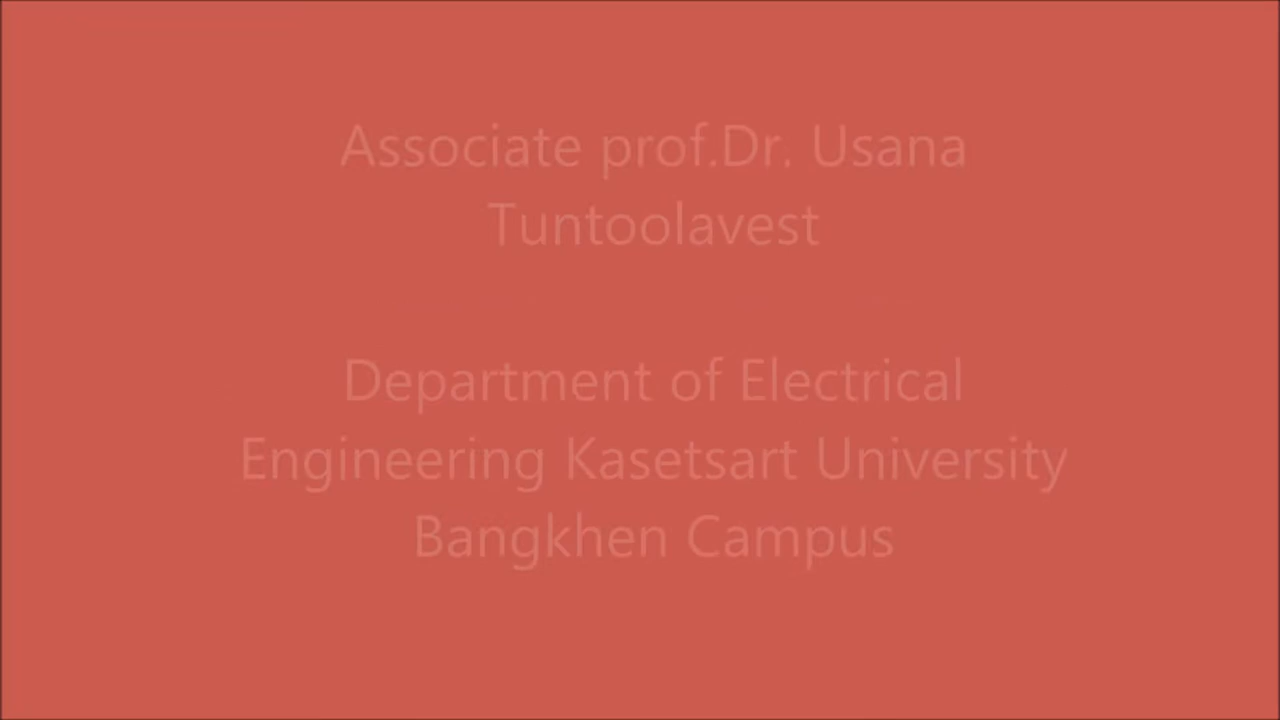 Associate prof.Dr. Usana
Tuntoolavest
Department of Electrical
Engineering Kasetsart University
Bangkhen Campus